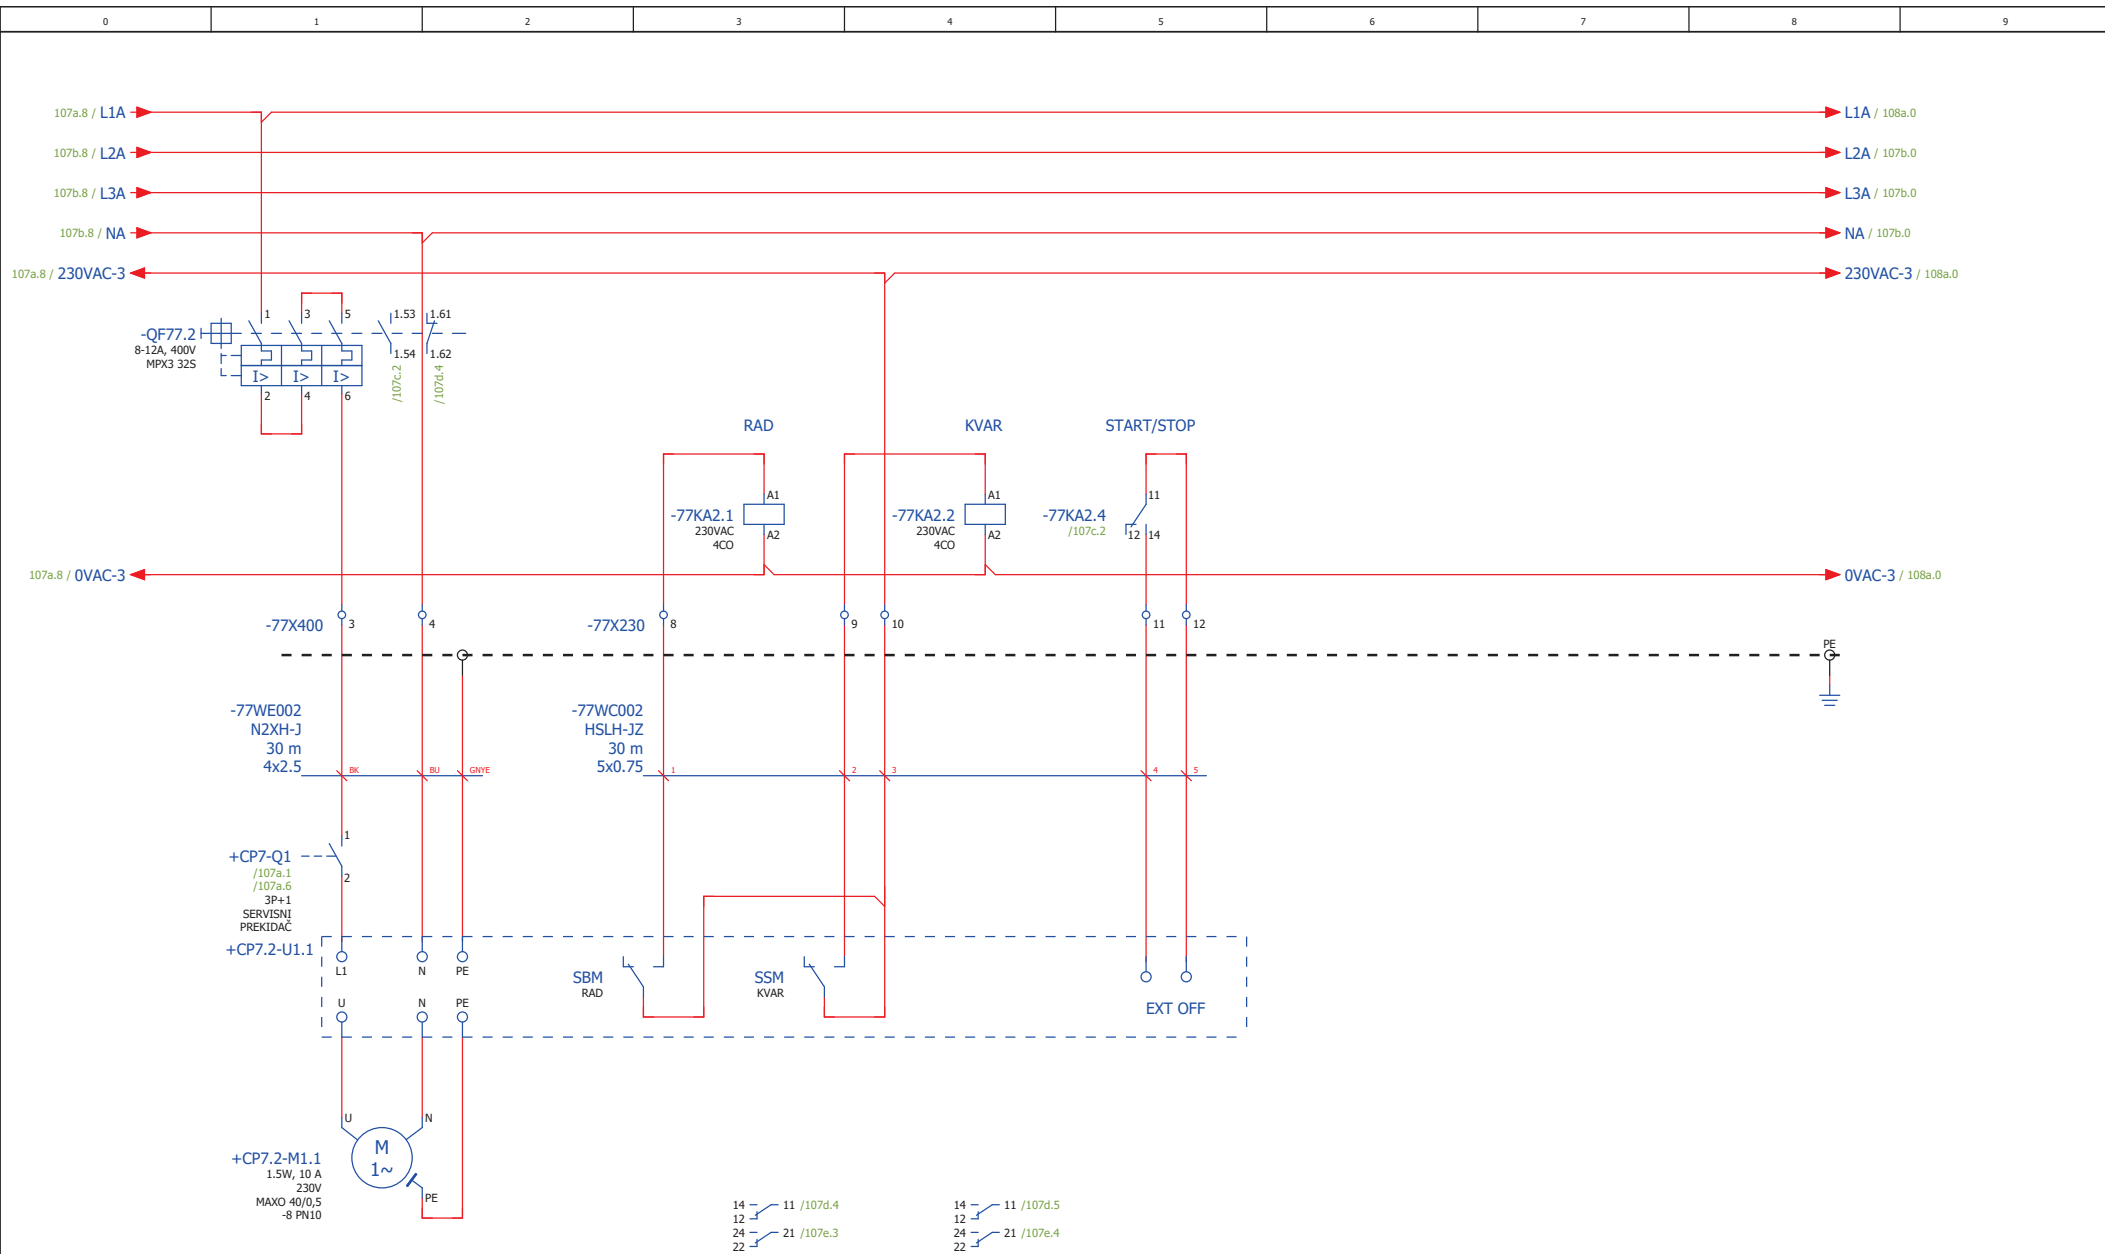 0 1 2 3 4 5 6 7 8 9
107a.8 / L1A L1A / 108a.0
107b.8 / L2A L2A / 107b.0
107b.8 / L3A L3A / 107b.0
107b.8 / NA NA / 107b.0
107a.8 / 230VAC-3 230VAC-3 / 108a.0
1 3 5 1.53 1.61
-QF77.2
8-12A, 400V
MPX3 32S
1.54 1.62
I> I> I>
2 4 6
/107c.2
/107d.4
RAD KVAR START/STOP
A1 A1 11
-77KA2.1
230VAC
4CO
A2
-77KA2.2
230VAC
4CO
A2
-77KA2.4
/107c.2
12 14
107a.8 / 0VAC-3 0VAC-3 / 108a.0
-77X400 3 4 -77X230 8 9 10 11 12
PE
-77WE002
N2XH-J
30 m
4x2.5
BK BU GNYE
-77WC002
HSLH-JZ
30 m
5x0.75
1 2 3 4 5
1
+CP7-Q1
/107a.1
/107a.6
2
3P+1
SERVISNI
PREKIDAČ
+CP7.2-U1.1
L1 N PE
SBM
RAD
SSM
KVAR
U N PE
EXT OFF
U N
M
1~
+CP7.2-M1.1
1.5W, 10 A
230V
MAXO 40/0,5
-8 PN10
PE
14 11 /107d.4
12
24 21 /107e.3
22
14 11 /107d.5
12
24 21 /107e.4
22